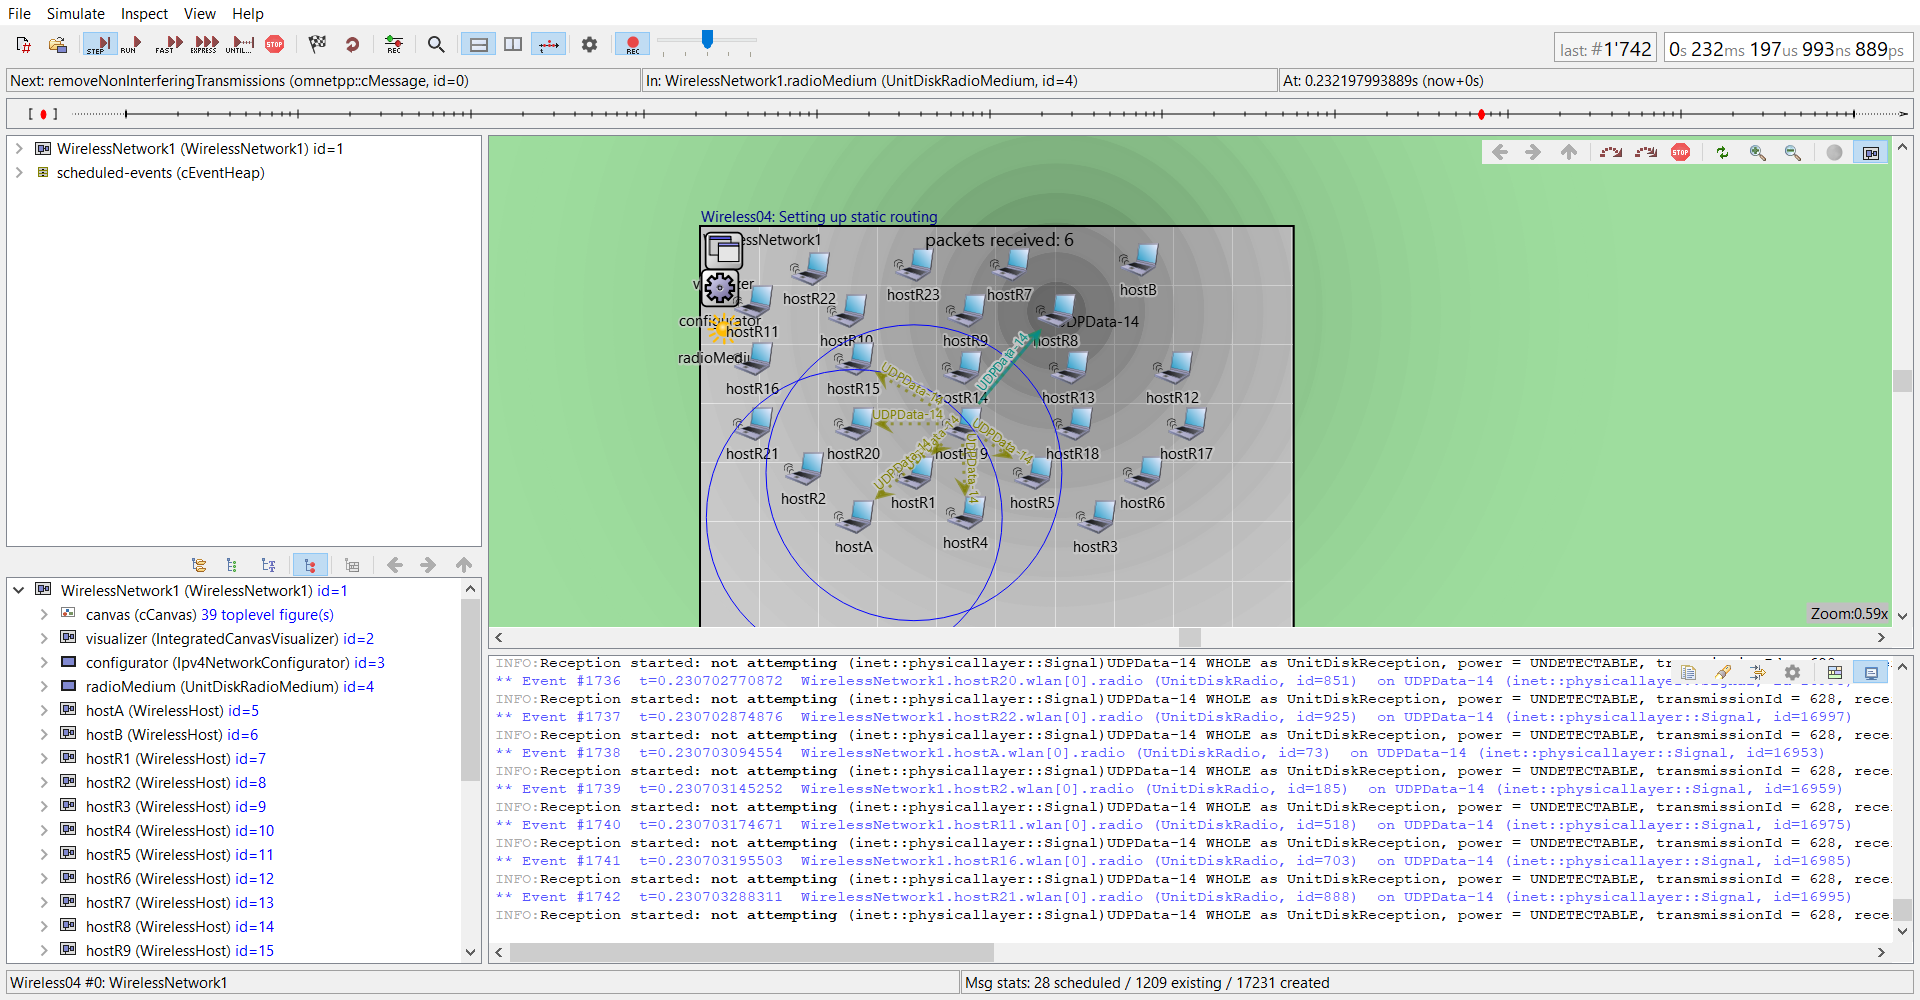 File Simulate Inspect View Help
STEP RUN FAST EXPRESS UNTIL... STOP REC REC
last: #1'742 0s 232ms 197us 993ns 889ps
Next: removeNonInterferingTransmissions (omnetpp::cMessage, id=0) In: WirelessNetwork1.radioMedium (UnitDiskRadioMedium, id=4) At: 0.232197993889s (now+0s)
WirelessNetwork1 (WirelessNetwork1) id=1
scheduled-events (cEventHeap)
WirelessNetwork1 (WirelessNetwork1) id=1
canvas (cCanvas) 39 toplevel figure(s)
visualizer (IntegratedCanvasVisualizer) id=2
configurator (Ipv4NetworkConfigurator) id=3
radioMedium (UnitDiskRadioMedium) id=4
hostA (WirelessHost) id=5
hostB (WirelessHost) id=6
hostR1 (WirelessHost) id=7
hostR2 (WirelessHost) id=8
hostR3 (WirelessHost) id=9
hostR4 (WirelessHost) id=10
hostR5 (WirelessHost) id=11
hostR6 (WirelessHost) id=12
hostR7 (WirelessHost) id=13
hostR8 (WirelessHost) id=14
hostR9 (WirelessHost) id=15
STOP
Wireless04: Setting up static routing
essNetwork1 packets received: 6
hostR22 hostR23 hostR7 hostB
configurator hostR11 hostR10 hostR9 hostR8 UDPData-14
radioMedi
hostR16 hostR15 hostR14 hostR13 hostR12
UDPData-14
UDPData-14
UDPData-14
hostR21 hostR20 hostR19 hostR18 hostR17
UDPData-14
UDPData-14
UDPData-14
hostR2 hostR1 hostR5 hostR6
hostA hostR4 hostR3
Zoom:0.59x
INFO:Reception started: not attempting (inet::physicallayer::Signal)UDPData-14 WHOLE as UnitDiskReception, power = UNDETECTABLE,
** Event #1736 t=0.230702770872 WirelessNetwork1.hostR20.wlan[0].radio (UnitDiskRadio, id=851) on UDPData-14 (inet::physicallayer::Signal,
INFO:Reception started: not attempting (inet::physicallayer::Signal)UDPData-14 WHOLE as UnitDiskReception, power = UNDETECTABLE, transmissionId = 628, rece
** Event #1737 t=0.230702874876 WirelessNetwork1.hostR22.wlan[0].radio (UnitDiskRadio, id=925) on UDPData-14 (inet::physicallayer::Signal, id=16997)
INFO:Reception started: not attempting (inet::physicallayer::Signal)UDPData-14 WHOLE as UnitDiskReception, power = UNDETECTABLE, transmissionId = 628, rece
** Event #1738 t=0.230703094554 WirelessNetwork1.hostA.wlan[0].radio (UnitDiskRadio, id=73) on UDPData-14 (inet::physicallayer::Signal, id=16953)
INFO:Reception started: not attempting (inet::physicallayer::Signal)UDPData-14 WHOLE as UnitDiskReception, power = UNDETECTABLE, transmissionId = 628, rece
** Event #1739 t=0.230703145252 WirelessNetwork1.hostR2.wlan[0].radio (UnitDiskRadio, id=185) on UDPData-14 (inet::physicallayer::Signal, id=16959)
INFO:Reception started: not attempting (inet::physicallayer::Signal)UDPData-14 WHOLE as UnitDiskReception, power = UNDETECTABLE, transmissionId = 628, rece
** Event #1740 t=0.230703174671 WirelessNetwork1.hostR11.wlan[0].radio (UnitDiskRadio, id=518) on UDPData-14 (inet::physicallayer::Signal, id=16975)
INFO:Reception started: not attempting (inet::physicallayer::Signal)UDPData-14 WHOLE as UnitDiskReception, power = UNDETECTABLE, transmissionId = 628, rece
** Event #1741 t=0.230703195503 WirelessNetwork1.hostR16.wlan[0].radio (UnitDiskRadio, id=703) on UDPData-14 (inet::physicallayer::Signal, id=16985)
INFO:Reception started: not attempting (inet::physicallayer::Signal)UDPData-14 WHOLE as UnitDiskReception, power = UNDETECTABLE, transmissionId = 628, rece
** Event #1742 t=0.230703288311 WirelessNetwork1.hostR21.wlan[0].radio (UnitDiskRadio, id=888) on UDPData-14 (inet::physicallayer::Signal, id=16995)
INFO:Reception started: not attempting (inet::physicallayer::Signal)UDPData-14 WHOLE as UnitDiskReception, power = UNDETECTABLE, transmissionId = 628, rece
Wireless04 #0: WirelessNetwork1 Msg stats: 28 scheduled / 1209 existing / 17231 created